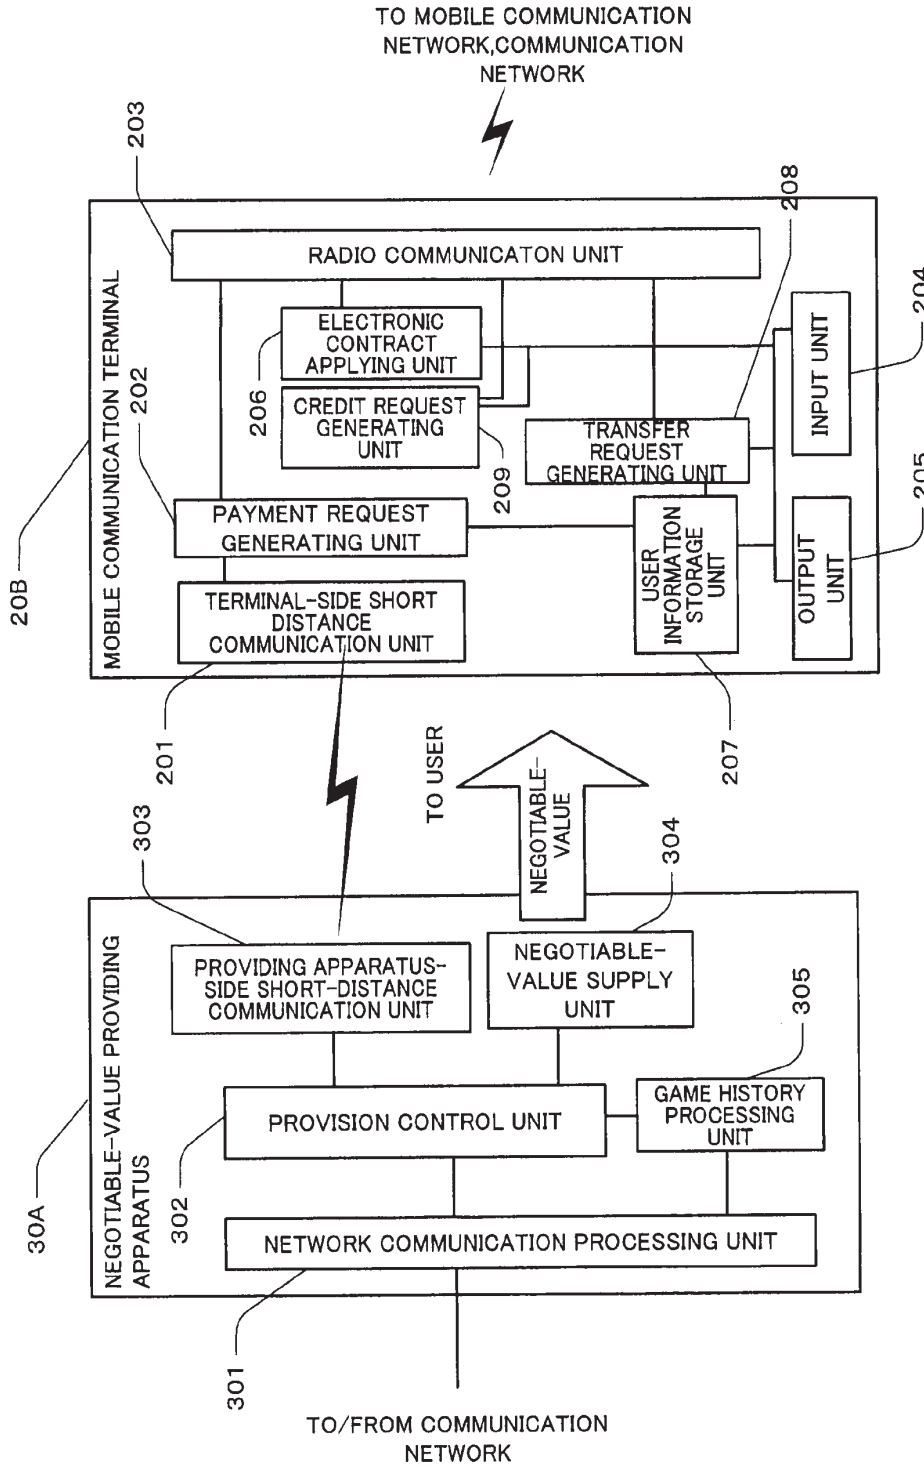 TO MOBILE COMMUNICATION
NETWORK,COMMUNICATION
NETWORK
20B
MOBILE COMMUNICATION TERMINAL
203
RADIO COMMUNICATON UNIT
202
206
ELECTRONIC
CONTRACT
APPLYING UNIT
CREDIT REQUEST
GENERATING
UNIT
209
208
TRANSFER
REQUEST
GENERATING UNIT
INPUT UNIT
204
PAYMENT REQUEST
GENERATING UNIT
USER
INFORMATION
STORAGE
UNIT
OUTPUT
UNIT
205
TERMINAL-SIDE SHORT
DISTANCE
COMMUNICATION UNIT
201
207
TO USER
NEGOTIABLE-
VALUE
30A
NEGOTIABLE-VALUE PROVIDING
APPARATUS
303
PROVIDING APPARATUS-
SIDE SHORT-DISTANCE
COMMUNICATION UNIT
304
NEGOTIABLE-
VALUE SUPPLY
UNIT
305
GAME HISTORY
PROCESSING
UNIT
302
PROVISION CONTROL UNIT
NETWORK COMMUNICATION PROCESSING UNIT
301
TO/FROM COMMUNICATION
NETWORK